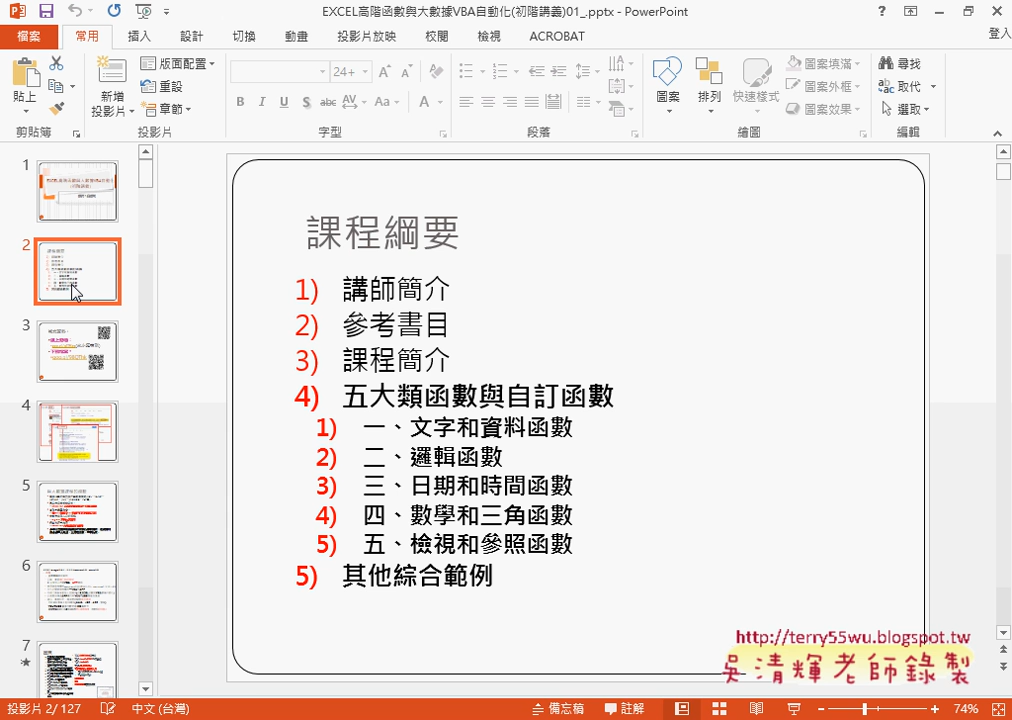 EXCEL高階函數與大數據VBA自動化(初階講義)01_.pptx - PowerPoint
檔案
常用
插入
設計
切換
動畫
投影片放映
校閱
檢視
ACROBAT
登入
貼上
剪貼簿
新增
投影片
版面配置
重設
章節
投影片
24+
字型
段落
圖案
排列
快速樣式
圖案填滿
圖案外框
圖案效果
繪圖
尋找
取代
選取
編輯
1
2
3
4
5
6
7
課程綱要
1) 講師簡介
2) 參考書目
3) 課程簡介
4) 五大類函數與自訂函數
1) 一、文字和資料函數
2) 二、邏輯函數
3) 三、日期和時間函數
4) 四、數學和三角函數
5) 五、檢視和參照函數
5) 其他綜合範例
http://terry55wu.blogspot.tw
吳清輝老師錄製
投影片 2/ 127
中文 (台灣)
備忘稿
註解
74%